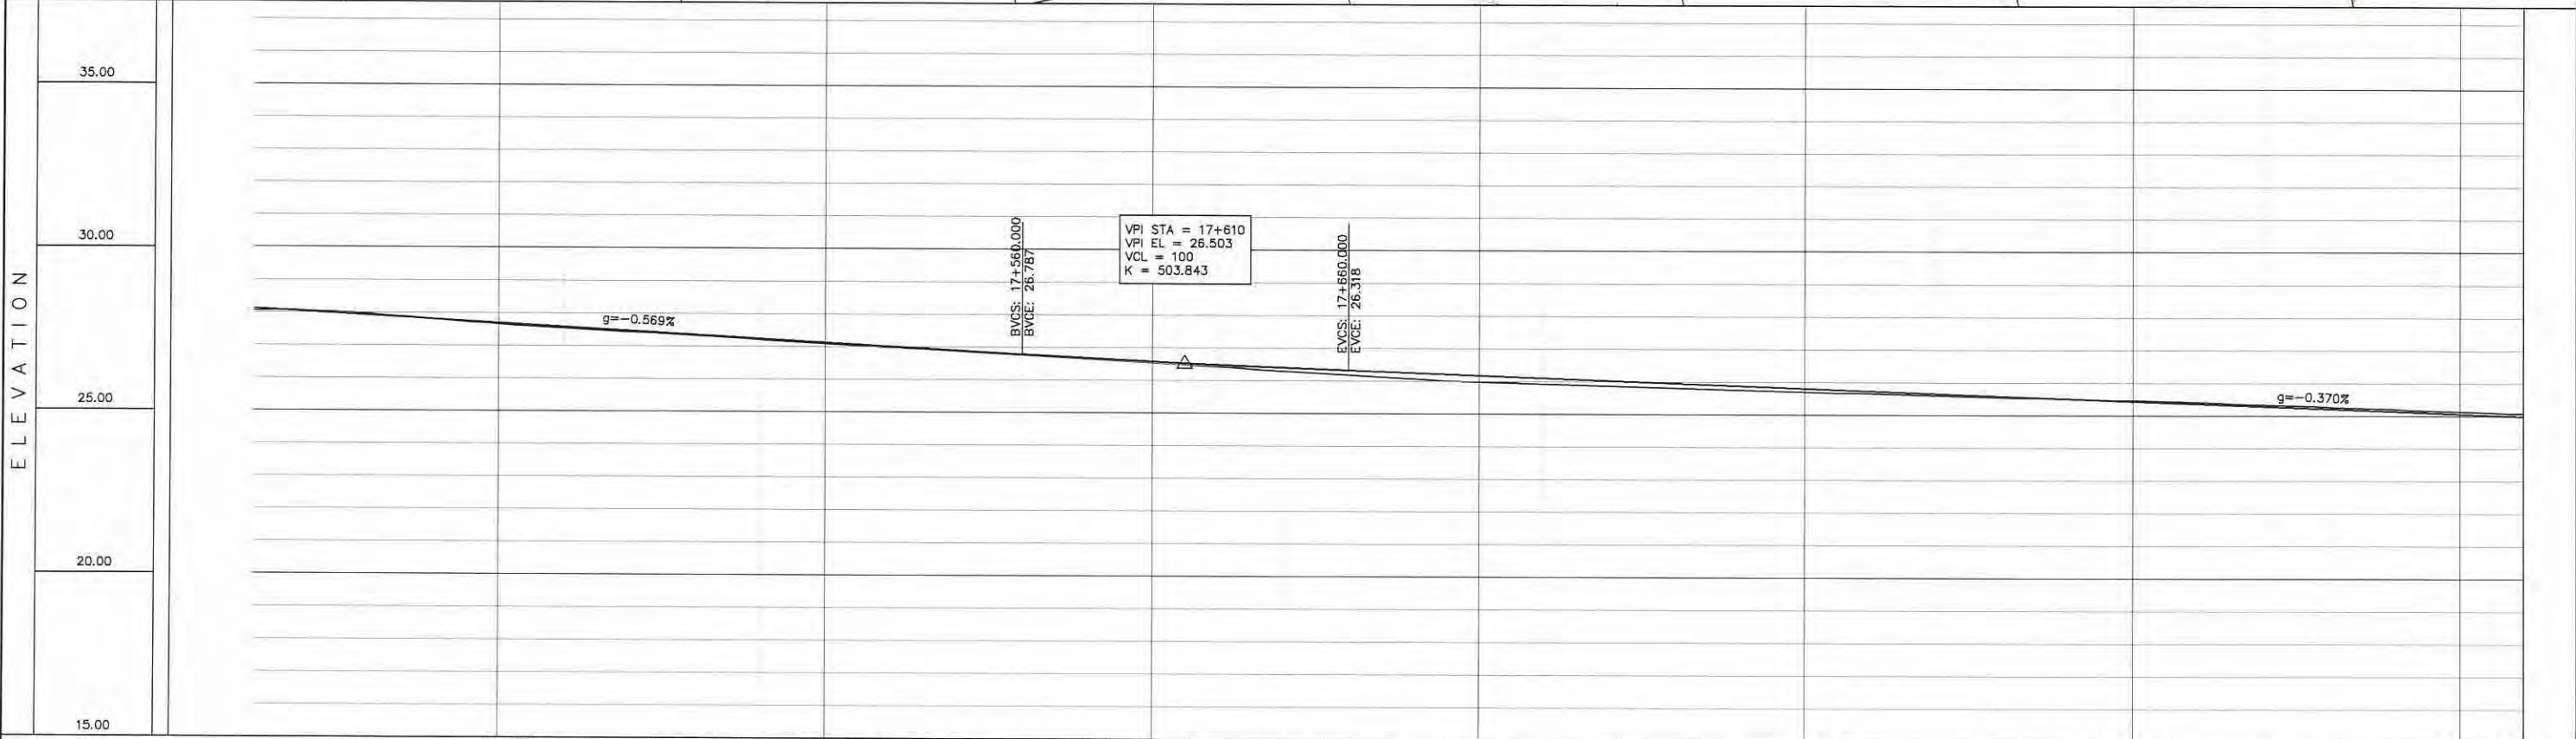 ELEVATION
35.00
30.00
25.00
20.00
15.00
g=-0.569%
BVCS: 17+560.000
BVCE: 26.787
VPI STA = 17+610
VPI EL = 26.503
VCL = 100
K = 503.843
EVCS: 17+660.000
EVCE: 26.318
g=-0.370%